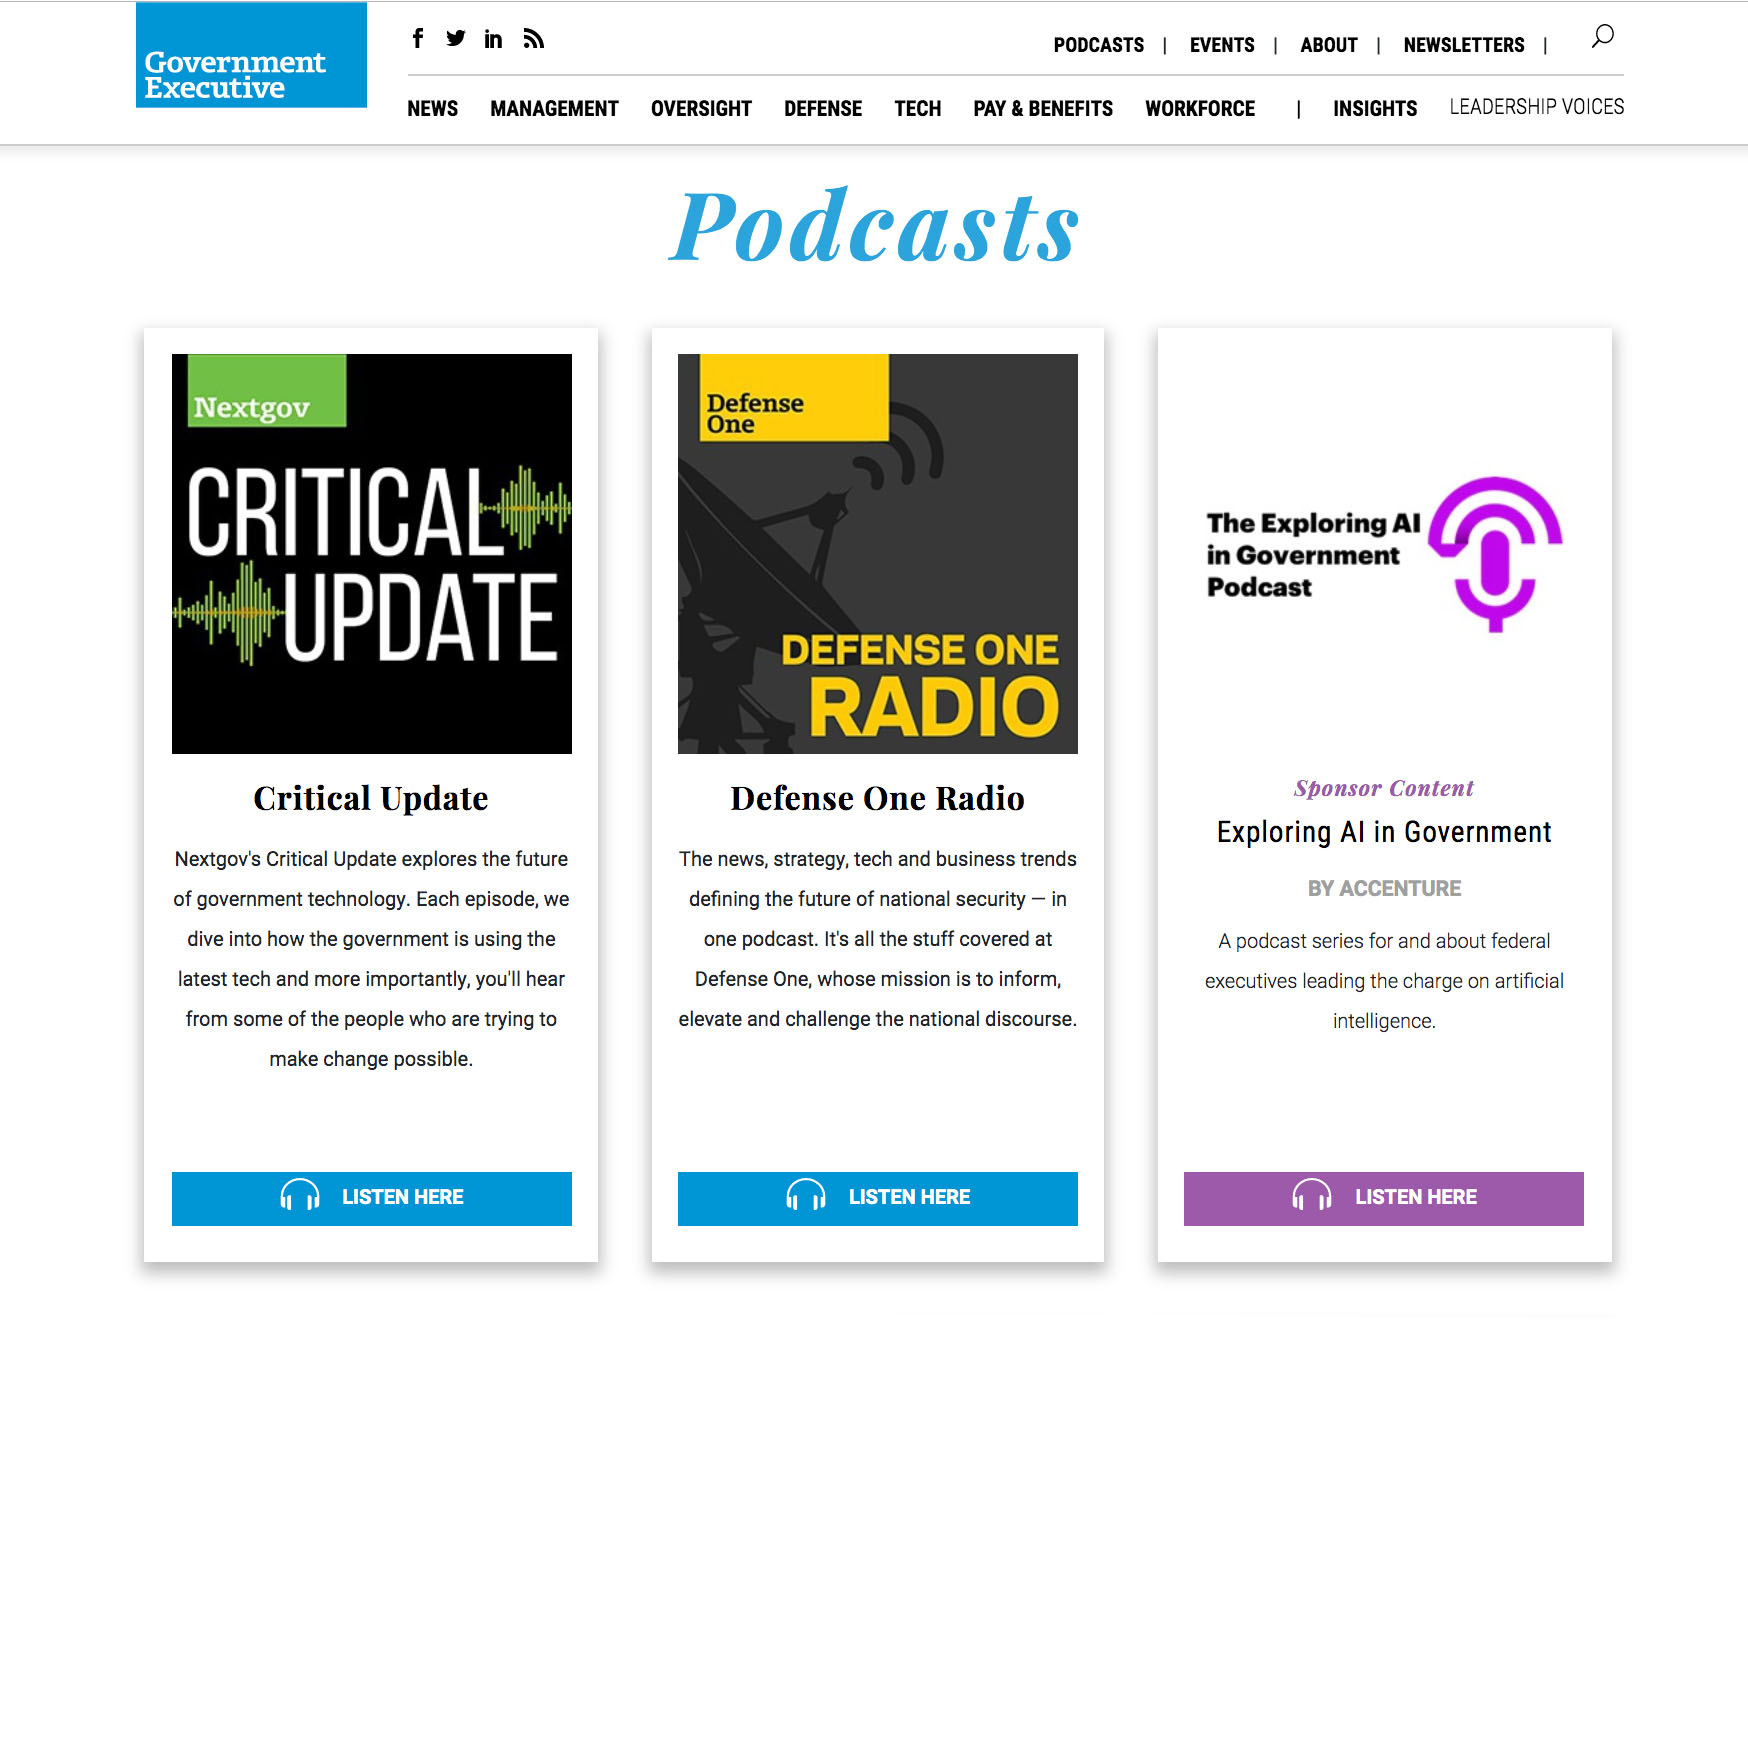 Government
Executive
PODCASTS | EVENTS | ABOUT | NEWSLETTERS |
NEWS MANAGEMENT OVERSIGHT DEFENSE TECH PAY & BENEFITS WORKFORCE | INSIGHTS LEADERSHIP VOICES
Podcasts
Nextgov
CRITICAL
UPDATE
Critical Update
Nextgov's Critical Update explores the future
of government technology. Each episode, we
dive into how the government is using the
latest tech and more importantly, you'll hear
from some of the people who are trying to
make change possible.
LISTEN HERE
Defense
One
DEFENSE ONE
RADIO
Defense One Radio
The news, strategy, tech and business trends
defining the future of national security — in
one podcast. It's all the stuff covered at
Defense One, whose mission is to inform,
elevate and challenge the national discourse.
LISTEN HERE
The Exploring AI
in Government
Podcast
Sponsor Content
Exploring AI in Government
BY ACCENTURE
A podcast series for and about federal
executives leading the charge on artificial
intelligence.
LISTEN HERE